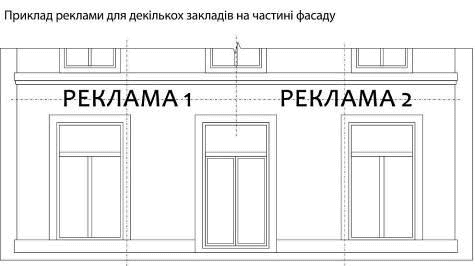 Приклад реклами для декількох закладів на частині фасаду
РЕКЛАМА 1
РЕКЛАМА 2